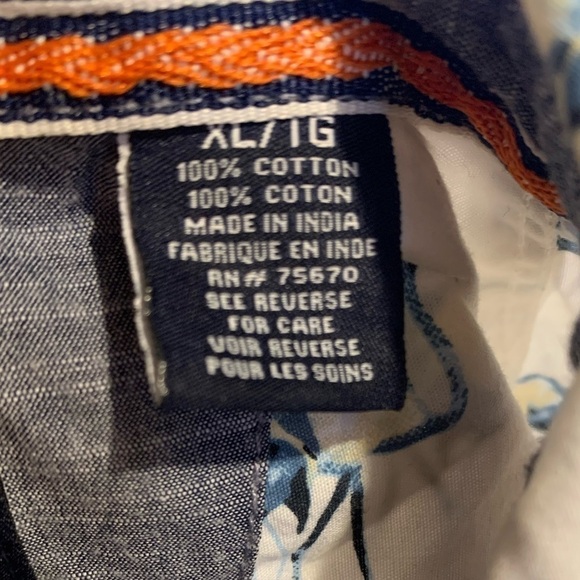 XL/TG
100% COTTON
100% COTON
MADE IN INDIA
FABRIQUE EN INDE
RN# 75670
SEE REVERSE
FOR CARE
VOIR REVERSE
POUR LES SOINS